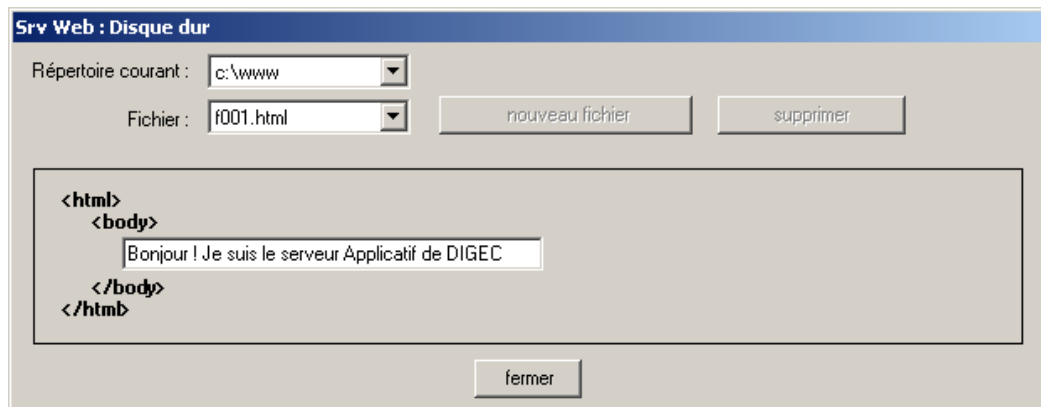 Srv Web : Disque dur
Répertoire courant : c:\www
Fichier : f001.html nouveau fichier supprimer
<html>
<body>
Bonjour ! Je suis le serveur Applicatif de DIGEC
</body>
</html>
fermer